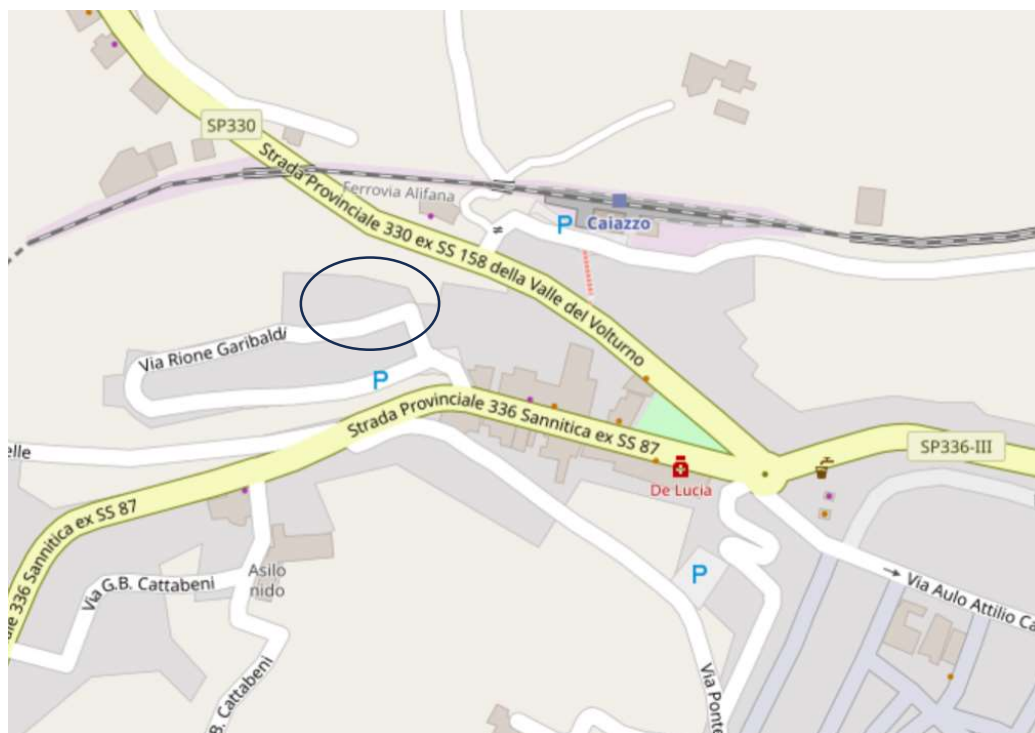 SP330
Strada Provinciale 330 ex SS 158 della Valle del Volturno
Ferrovia Alifana
P
Caiazzo
Via Rione Garibaldi
P
Strada Provinciale 336 Sannitica ex SS 87
SP336-III
elle
De Lucia
ale 336 Sannitica ex SS 87
Asilo
nido
Via G.B. Cattabeni
P
Via Aulo Attilio Ca
B. Cattabeni
Via Ponte